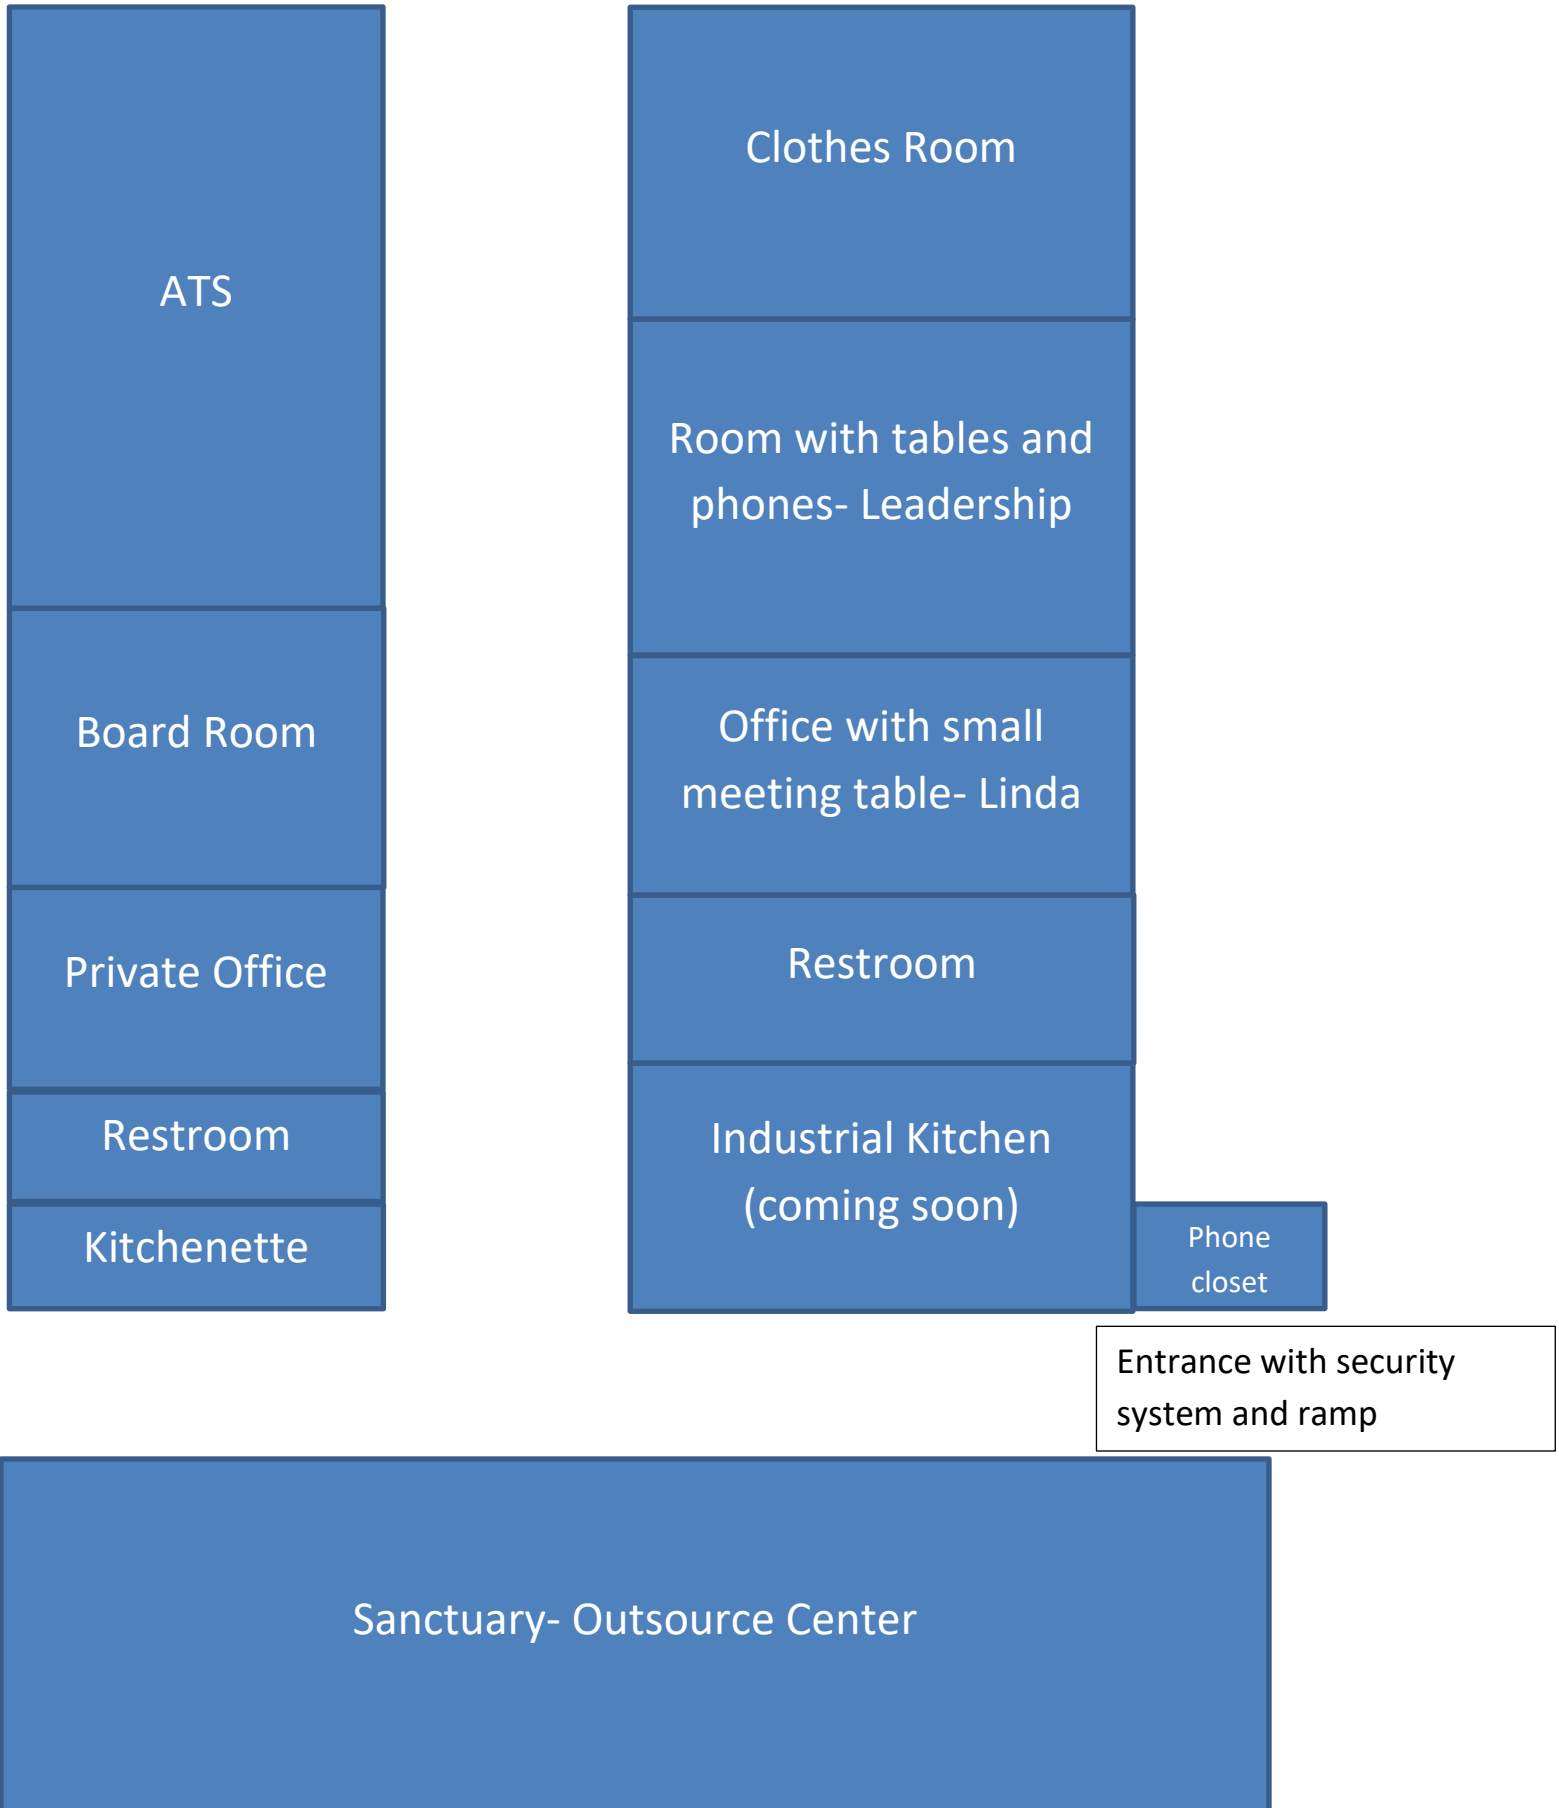 ATS
Board Room
Private Office
Restroom
Kitchenette
Clothes Room
Room with tables and
phones- Leadership
Office with small
meeting table- Linda
Restroom
Industrial Kitchen
(coming soon)
Phone
closet
Entrance with security
system and ramp
Sanctuary- Outsource Center